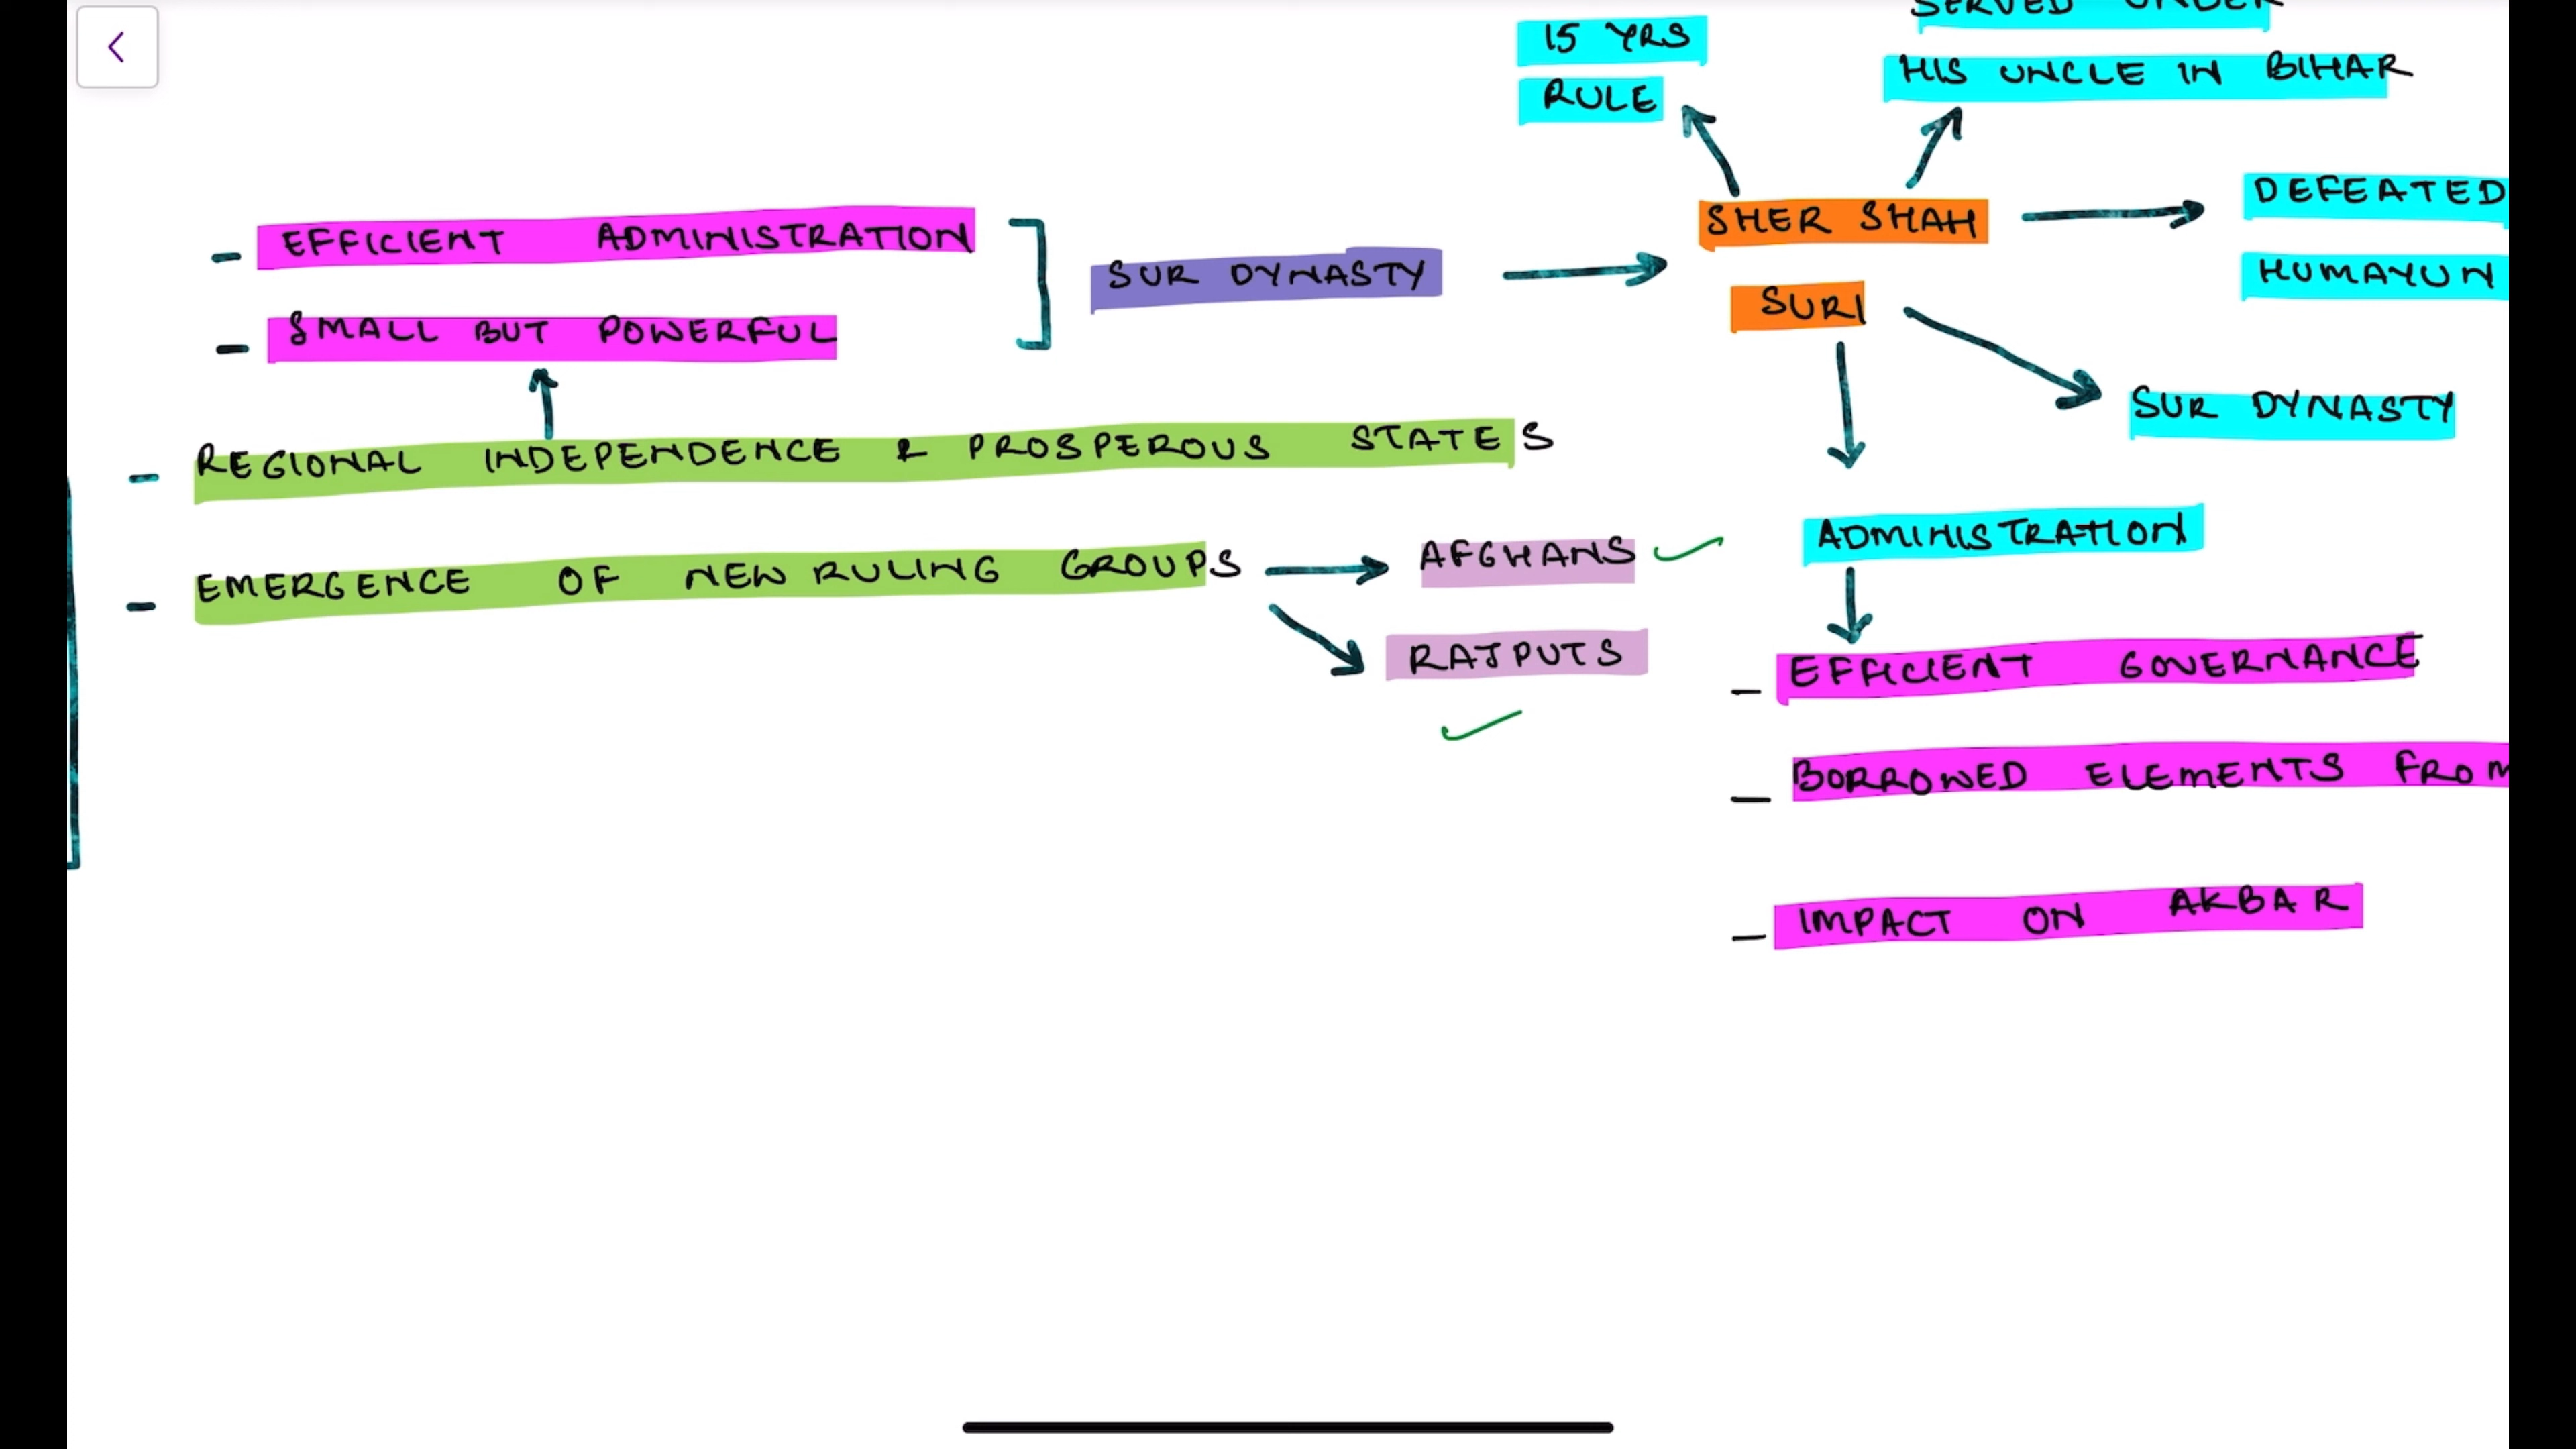 SERVED UNDER
15 YRS
RULE
HIS UNCLE IN BIHAR
- EFFICIENT ADMINISTRATION
- SMALL BUT POWERFUL
SUR DYNASTY
SHER SHAH
SURI
DEFEATED
HUMAYUN
SUR DYNASTY
- REGIONAL INDEPENDENCE & PROSPEROUS STATES
- EMERGENCE OF NEW RULING GROUPS
AFGHANS
RAJPUTS
ADMINISTRATION
- EFFICIENT GOVERNANCE
- BORROWED ELEMENTS FROM
- IMPACT ON AKBAR